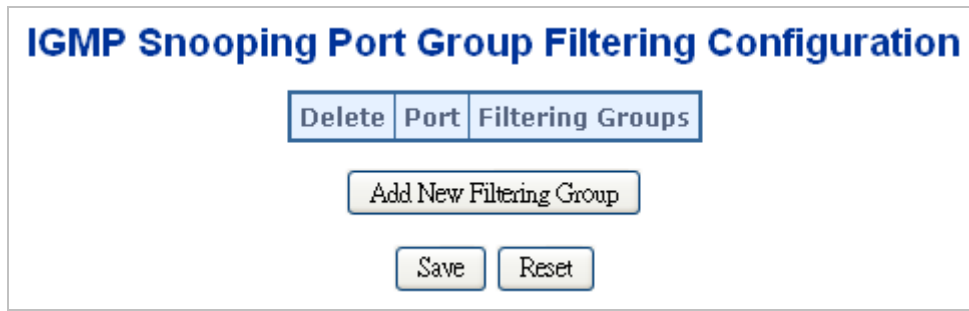 IGMP Snooping Port Group Filtering Configuration
Delete Port Filtering Groups
Add New Filtering Group
Save Reset